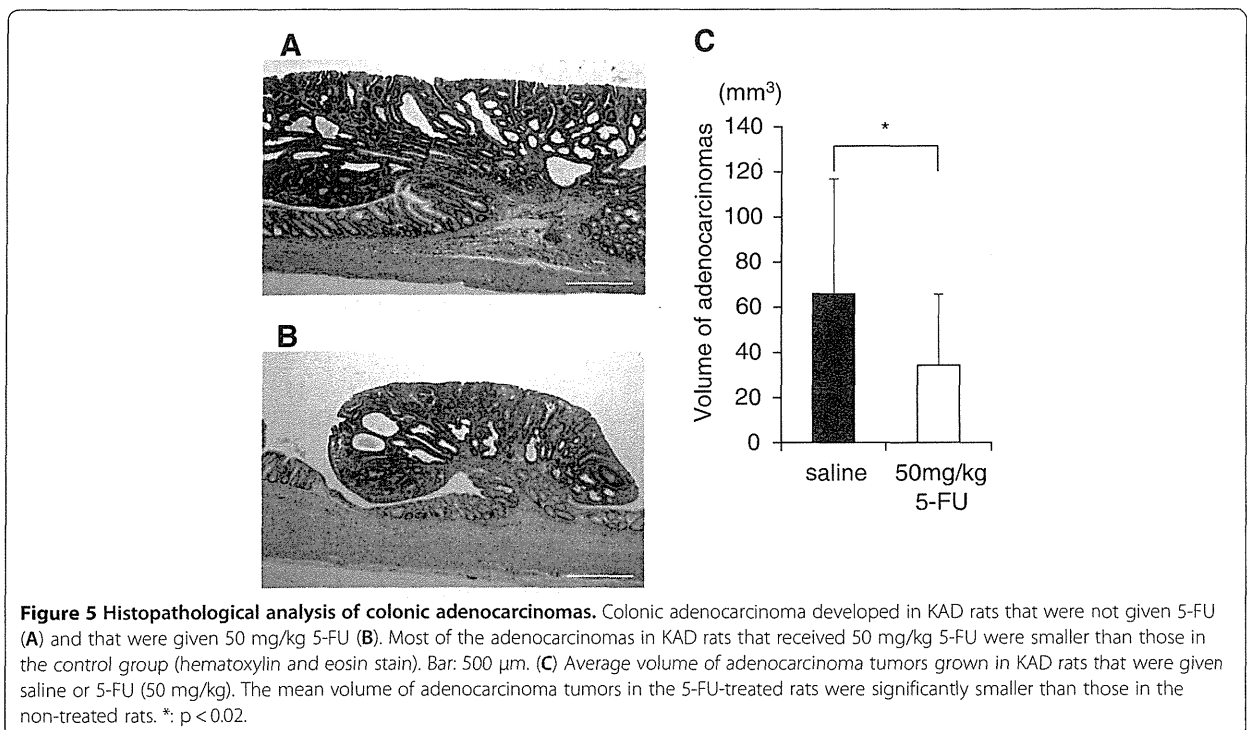 A
B
C
(mm³)
Volume of adenocarcinomas
140
120
100
80
60
40
20
0
*
saline
50mg/kg
5-FU
Figure 5 Histopathological analysis of colonic adenocarcinomas. Colonic adenocarcinoma developed in KAD rats that were not given 5-FU
(A) and that were given 50 mg/kg 5-FU (B). Most of the adenocarcinomas in KAD rats that received 50 mg/kg 5-FU were smaller than those in
the control group (hematoxylin and eosin stain). Bar: 500 μm. (C) Average volume of adenocarcinoma tumors grown in KAD rats that were given
saline or 5-FU (50 mg/kg). The mean volume of adenocarcinoma tumors in the 5-FU-treated rats were significantly smaller than those in the
non-treated rats. *: p < 0.02.